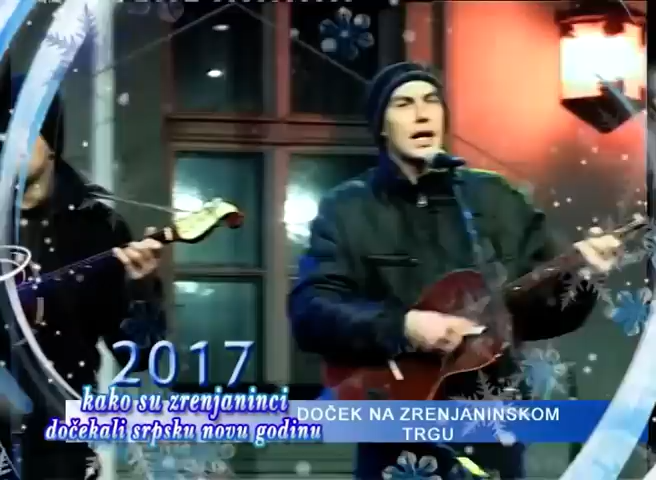 2017
kako su zrenjaninci
dočekali srpsku novu godinu
DOČEK NA ZRENJANINSKOM
TRGU